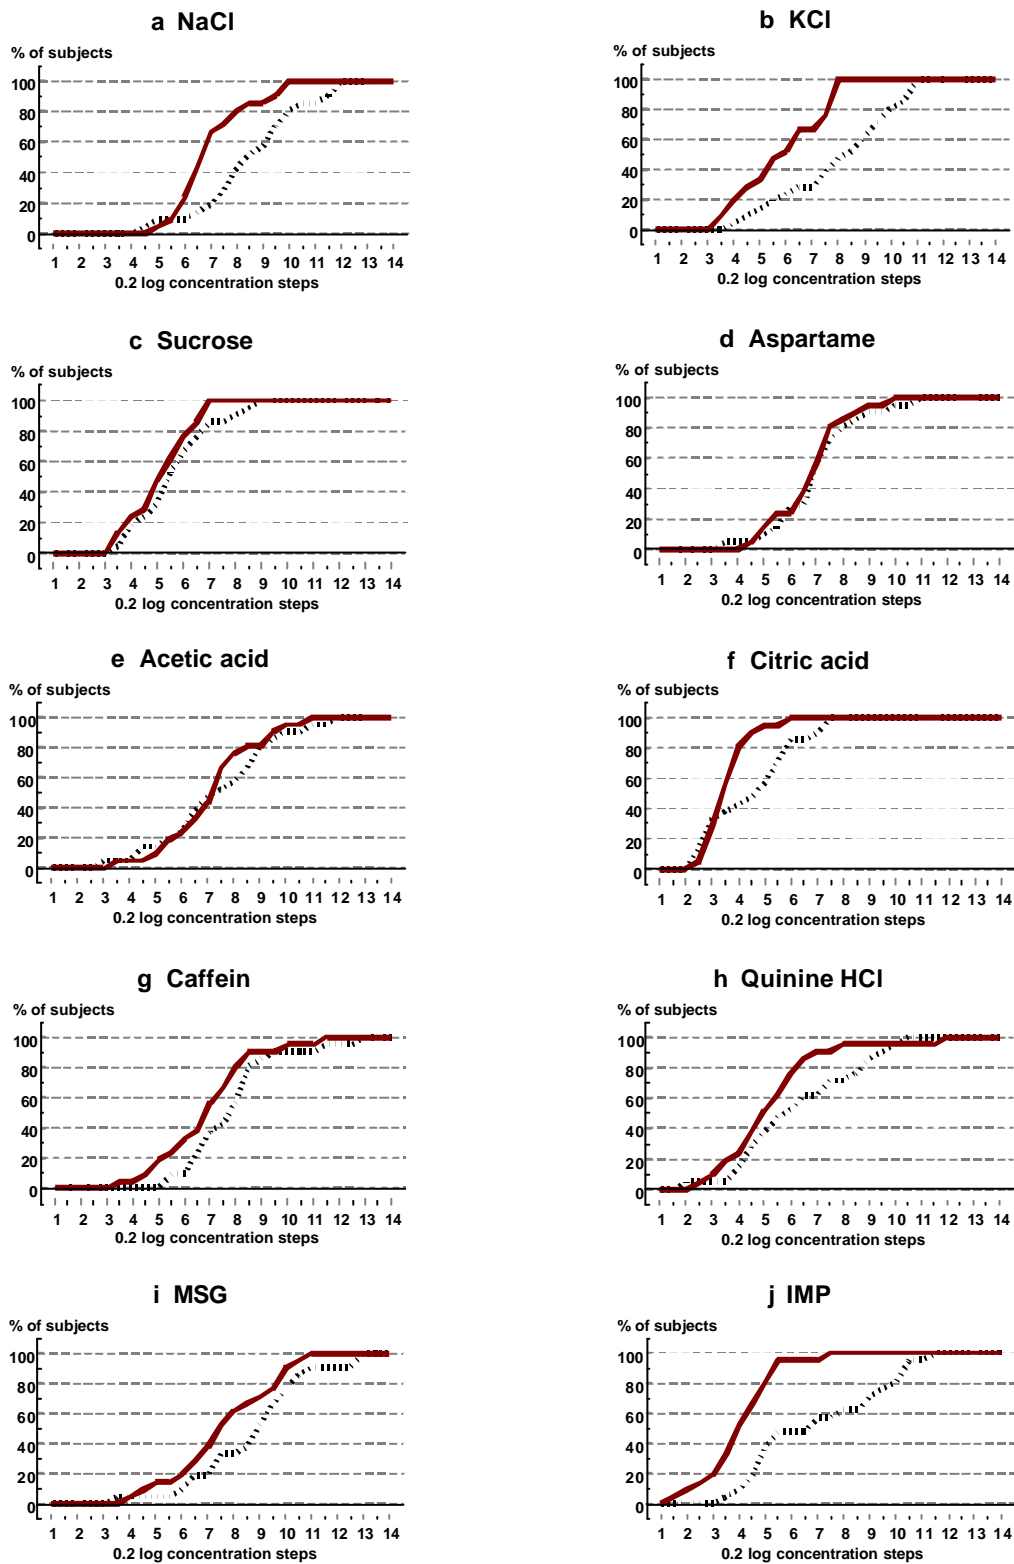 a NaCl
% of subjects
100
80
60
40
20
0
1 2 3 4 5 6 7 8 9 10 11 12 13 14
0.2 log concentration steps
b KCl
% of subjects
100
80
60
40
20
0
1 2 3 4 5 6 7 8 9 10 11 12 13 14
0.2 log concentration steps
c Sucrose
% of subjects
100
80
60
40
20
0
1 2 3 4 5 6 7 8 9 10 11 12 13 14
0.2 log concentration steps
d Aspartame
% of subjects
100
80
60
40
20
0
1 2 3 4 5 6 7 8 9 10 11 12 13 14
0.2 log concentration steps
e Acetic acid
% of subjects
100
80
60
40
20
0
1 2 3 4 5 6 7 8 9 10 11 12 13 14
0.2 log concentration steps
f Citric acid
% of subjects
100
80
60
40
20
0
1 2 3 4 5 6 7 8 9 10 11 12 13 14
0.2 log concentration steps
g Caffein
% of subjects
100
80
60
40
20
0
1 2 3 4 5 6 7 8 9 10 11 12 13 14
0.2 log concentration steps
h Quinine HCl
% of subjects
100
80
60
40
20
0
1 2 3 4 5 6 7 8 9 10 11 12 13 14
0.2 log concentration steps
i MSG
% of subjects
100
80
60
40
20
0
1 2 3 4 5 6 7 8 9 10 11 12 13 14
0.2 log concentration steps
j IMP
% of subjects
100
80
60
40
20
0
1 2 3 4 5 6 7 8 9 10 11 12 13 14
0.2 log concentration steps